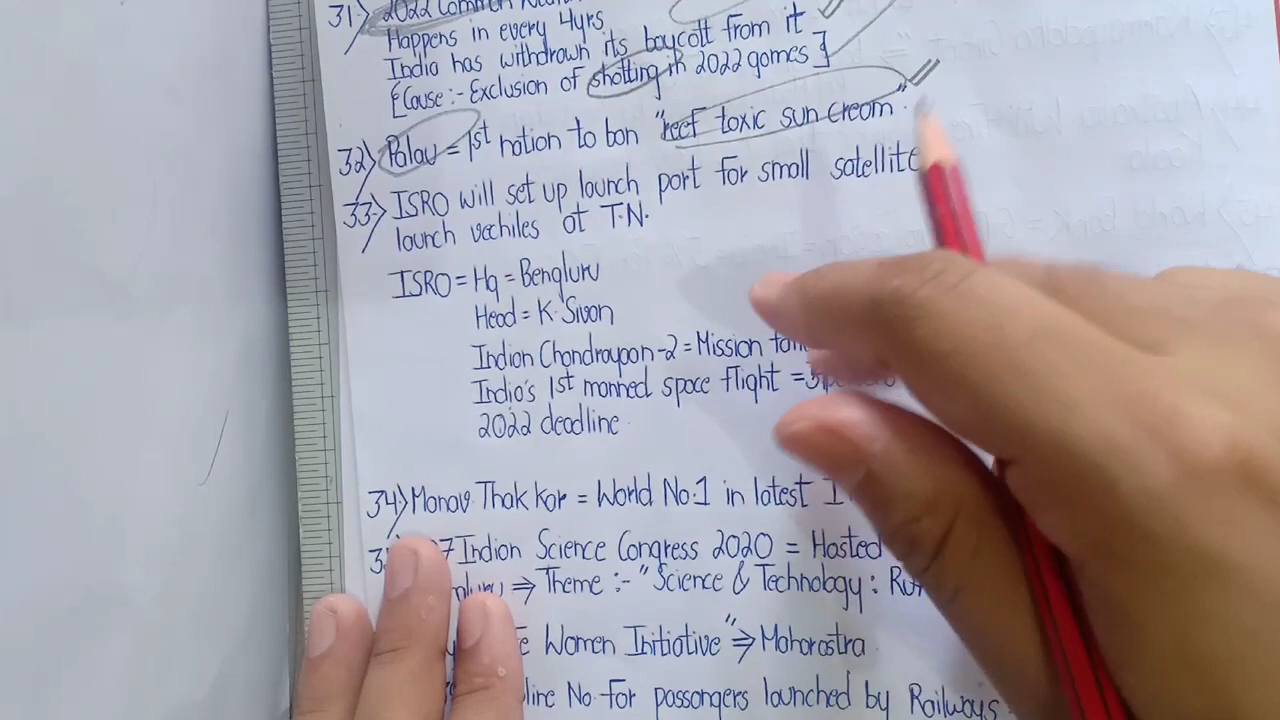 31) 2022 Common
Happens in every 4yrs
India has withdrawn its boycott from it
[Cause:- Exclusion of shotting in 2022 games]
32) Palau = 1st nation to ban "reef toxic sun cream"
33) ISRO will set up launch port for small satellite
launch vechiles at T.N.
ISRO = Hq = Bengluru
Head = K. Sivan
Indian Chandrayaan-2 = Mission
India's 1st manned space flight =
2022 deadline
34) Manav Thakkar = World No.1 in latest
Indian Science Congress 2020 = Hosted
⇒ Theme :- "Science & Technology:
Women Initiative" ⇒ Maharastra
No. for passangers launched by Railways